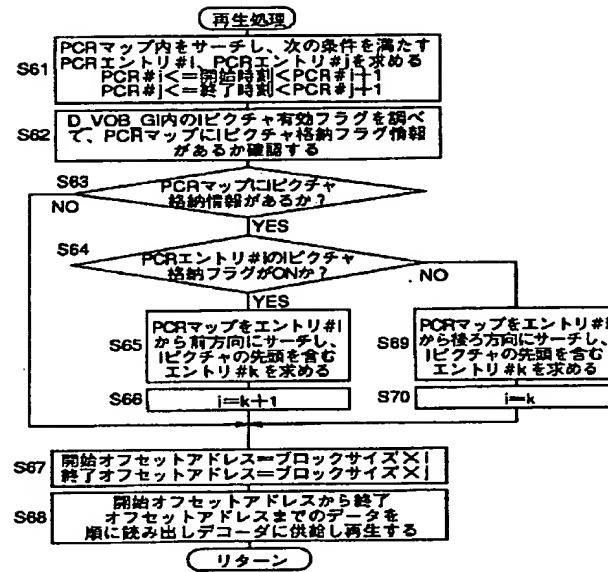 再生処理
S61
PCRマップ内をサーチし、次の条件を満たす
PCRエントリ#i、PCRエントリ#jを求める
PCR#i<=開始時刻<PCR#i+1
PCR#j<=終了時刻<PCR#j+1
S62
D_VOB_GI内のIピクチャ有効フラグを調べ
て、PCRマップにIピクチャ格納フラグ情報
があるか確認する
S63
PCRマップにIピクチャ
格納情報があるか？
NO
YES
S64
PCRエントリ#iのIピクチャ
格納フラグがONか？
NO
YES
S65
PCRマップをエントリ#i
から前方向にサーチし、
Iピクチャの先頭を含む
エントリ#kを求める
S69
PCRマップをエントリ#i
から後ろ方向にサーチし、
Iピクチャの先頭を含む
エントリ#kを求める
S66
i=k+1
S70
i=k
S67
開始オフセットアドレス=ブロックサイズ×i
終了オフセットアドレス=ブロックサイズ×j
S68
開始オフセットアドレスから終了
オフセットアドレスまでのデータを
順に読み出しデコーダに供給し再生する
リターン